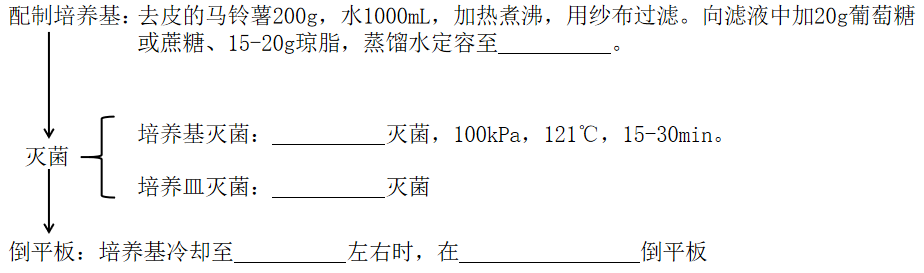 配制培养基：去皮的马铃薯200g，水1000mL，加热煮沸，用纱布过滤。向滤液中加20g葡萄糖
或蔗糖、15-20g琼脂，蒸馏水定容至__________。
培养基灭菌：__________灭菌，100kPa，121℃，15-30min。
灭菌
培养皿灭菌：__________灭菌
倒平板：培养基冷却至__________左右时，在________________倒平板